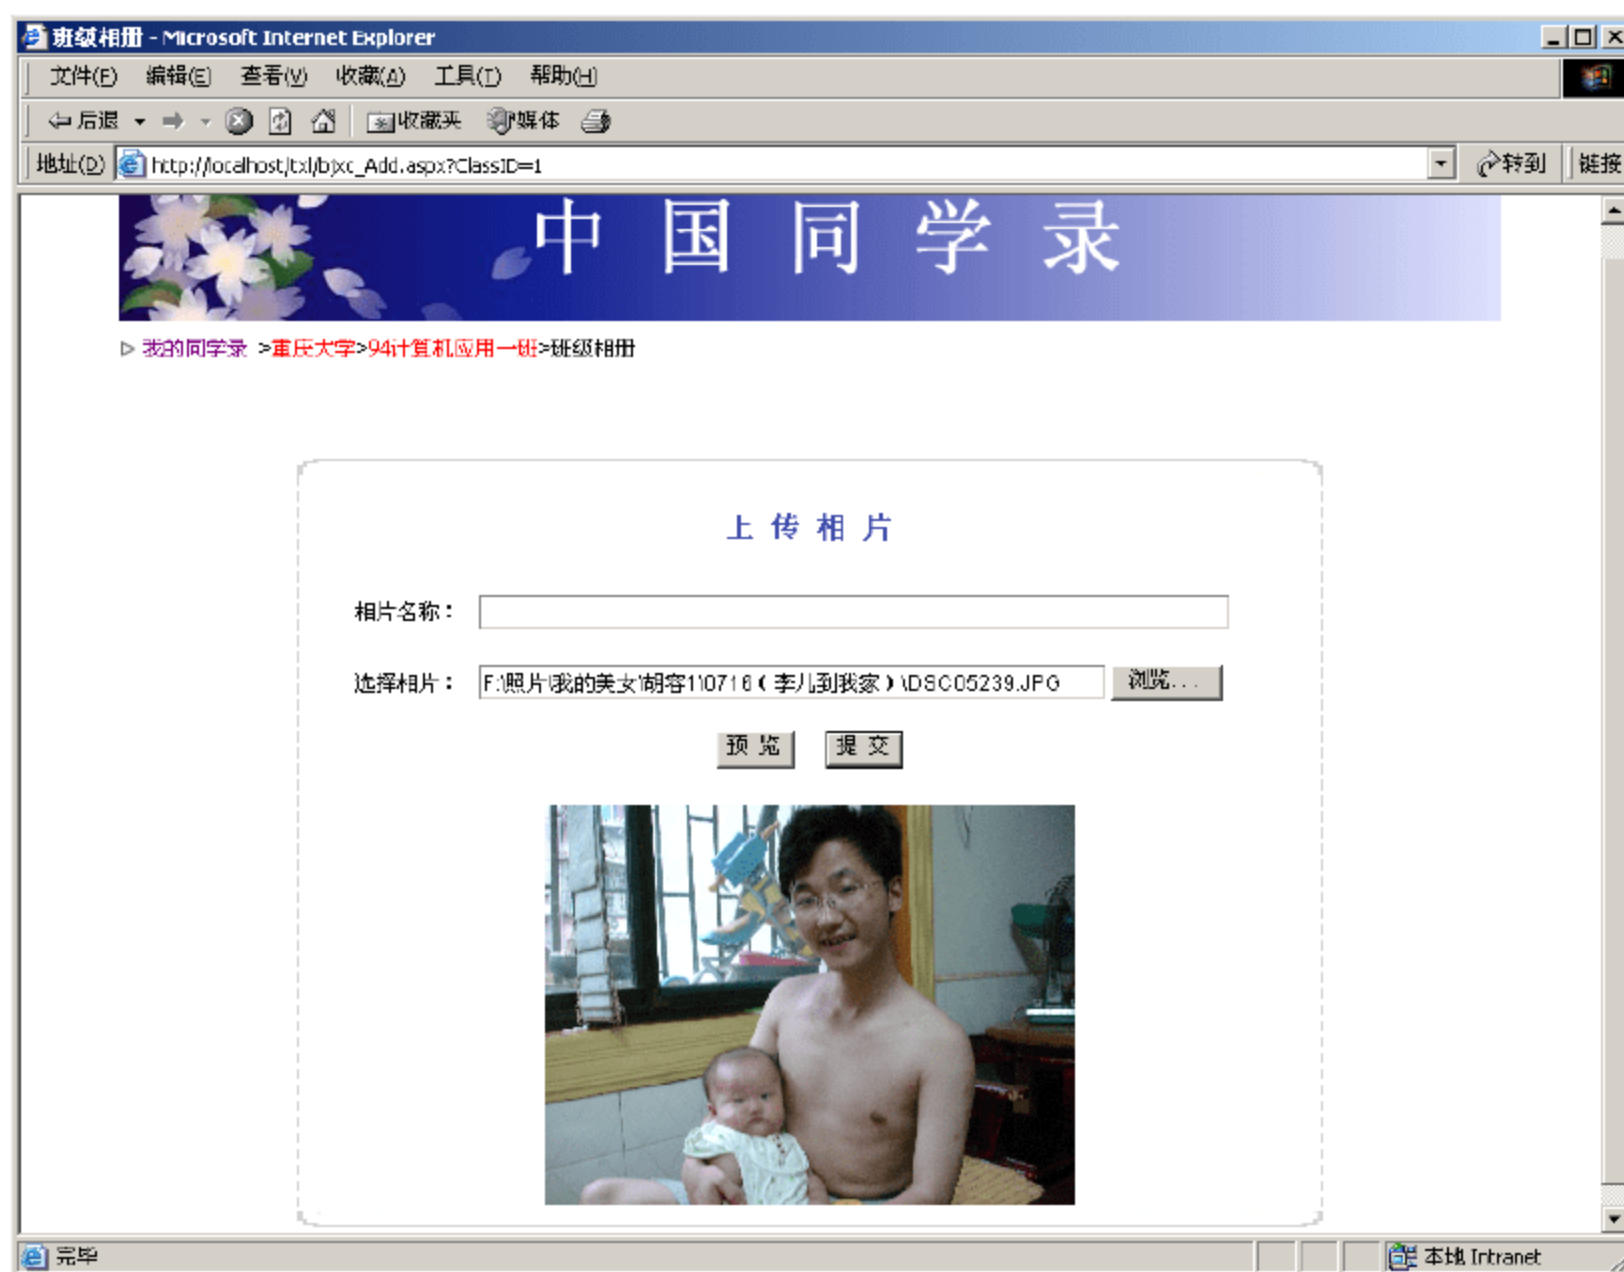 班级相册 - Microsoft Internet Explorer
文件(F) 编辑(E) 查看(V) 收藏(A) 工具(T) 帮助(H)
后退 收藏夹 媒体
地址(D) http://localhost/txl/bjxc_Add.aspx?ClassID=1 转到 链接
中国同学录
我的同学录 >重庆大学>94计算机应用一班>班级相册
上传相片
相片名称：
选择相片： F:\照片\我的美女\胡容1\0716(李儿到我家)\DSC05239.JPG 浏览...
预览 提交
完毕 本地 Intranet